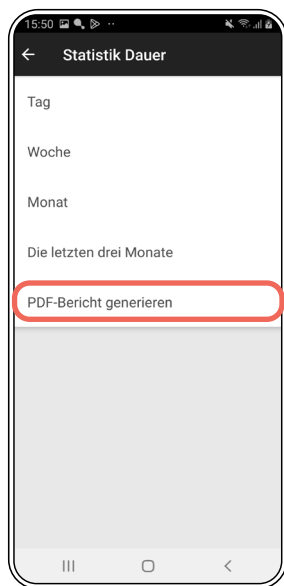 15:50
Statistik Dauer
Tag
Woche
Monat
Die letzten drei Monate
PDF-Bericht generieren